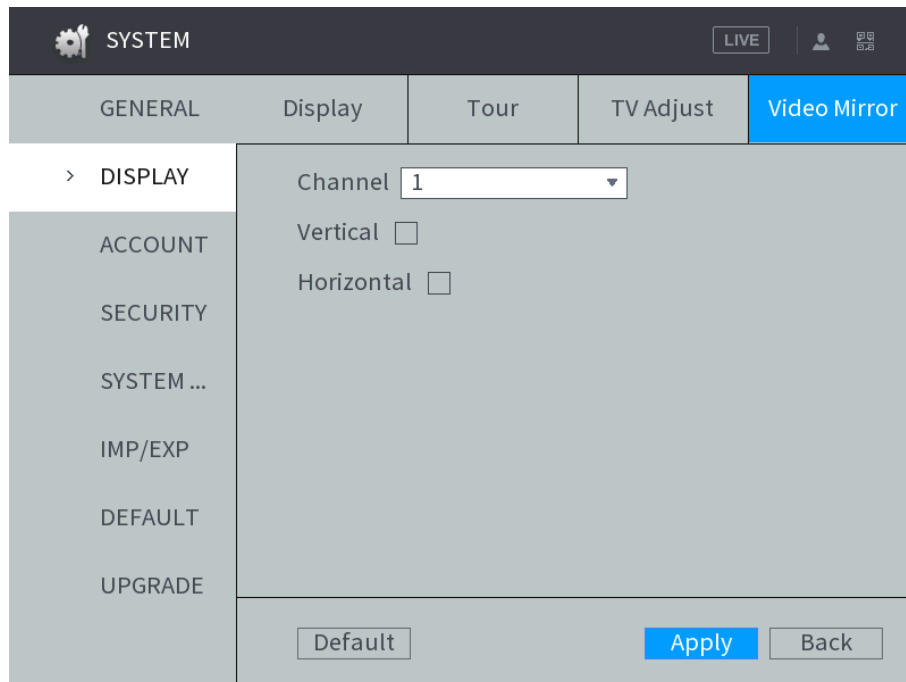 SYSTEM LIVE
GENERAL Display Tour TV Adjust Video Mirror
> DISPLAY Channel 1
ACCOUNT Vertical
SECURITY Horizontal
SYSTEM ...
IMP/EXP
DEFAULT
UPGRADE
Default Apply Back